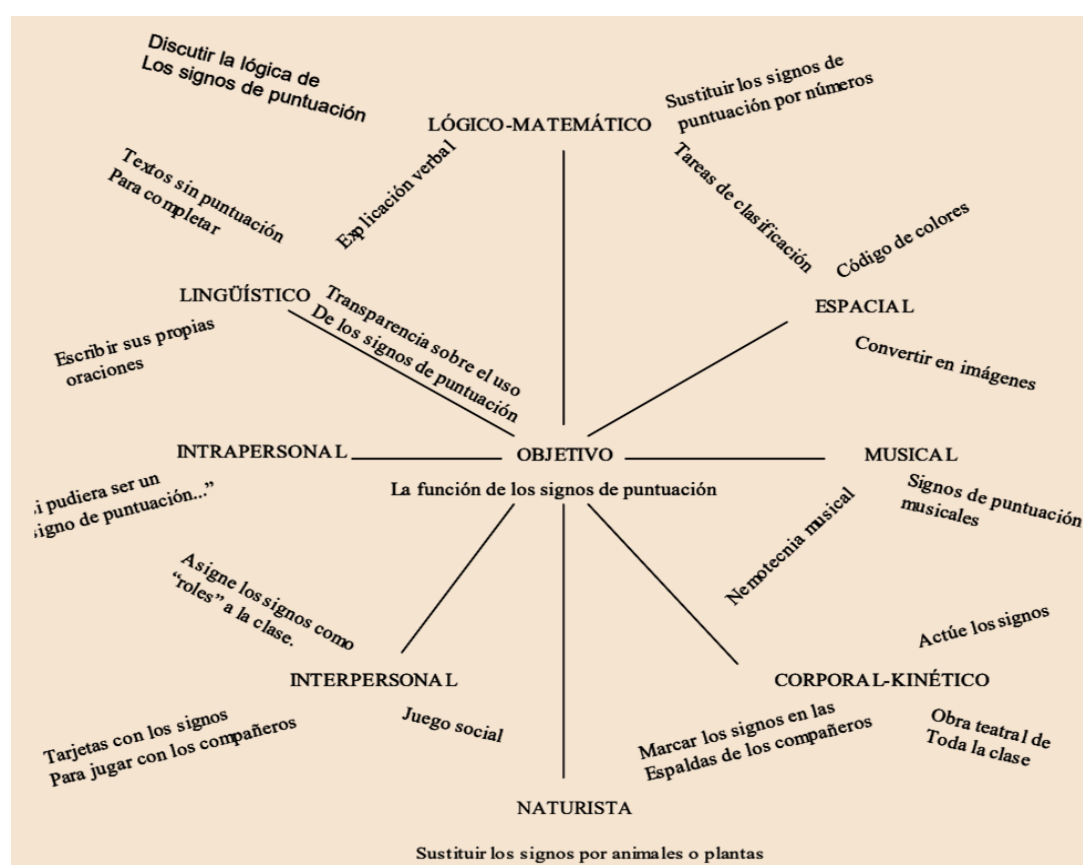 Discutir la lógica de
Los signos de puntuación
Sustituir los signos de
puntuación por números
LÓGICO-MATEMÁTICO
Textos sin puntuación
Para completar
Explicación verbal
Tareas de clasificación
Código de colores
LINGÜÍSTICO
Transparencia sobre el uso
De los signos de puntuación
ESPACIAL
Escribir sus propias
oraciones
Convertir en imágenes
INTRAPERSONAL
OBJETIVO
MUSICAL
La función de los signos de puntuación
i pudiera ser un
signo de puntuación...”
Signos de puntuación
musicales
Nemotecnia musical
Asigne los signos como
“roles” a la clase.
Actúe los signos
INTERPERSONAL
CORPORAL-KINÉTICO
Tarjetas con los signos
Para jugar con los compañeros
Juego social
Marcar los signos en las
Espaldas de los compañeros
Obra teatral de
Toda la clase
NATURISTA
Sustituir los signos por animales o plantas